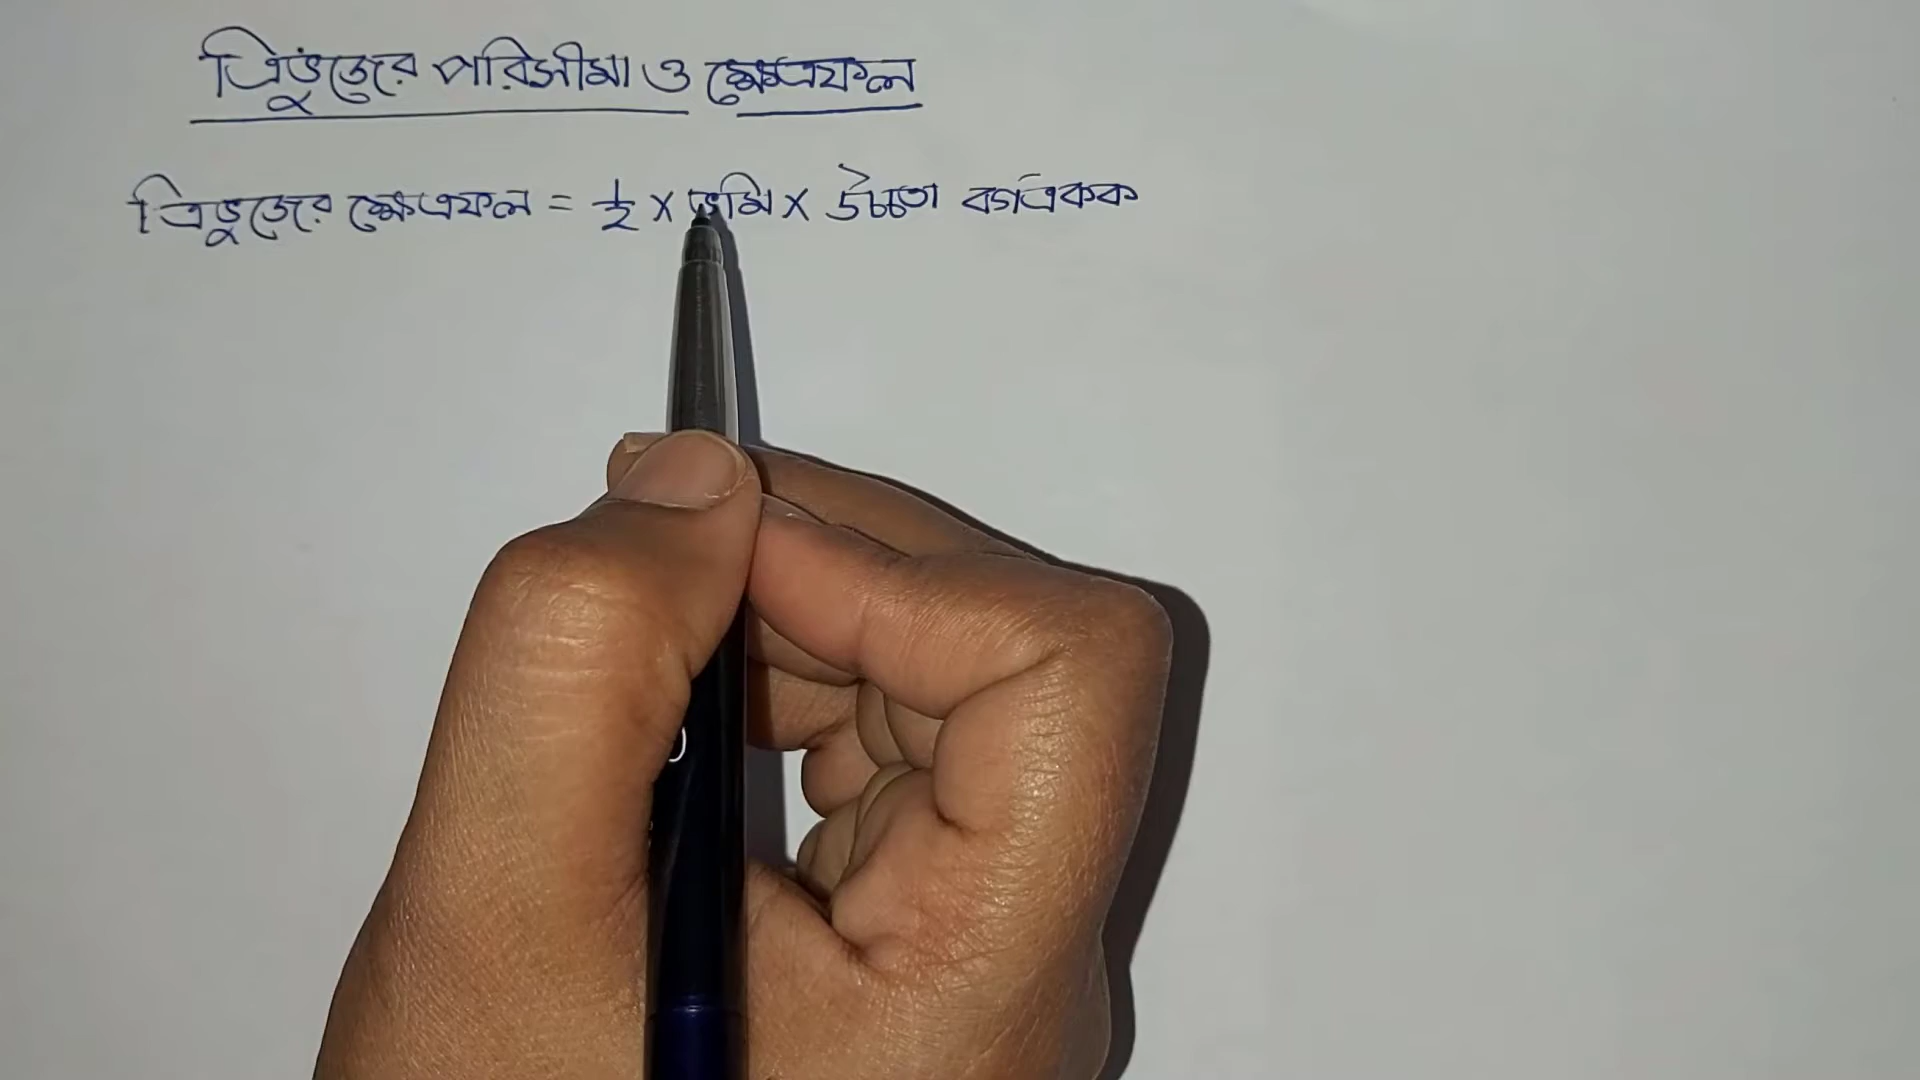 ত্রিভুজের পরিসীমা ও ক্ষেত্রফল
ত্রিভুজের ক্ষেত্রফল = 1/2 × ভূমি × উচ্চতা বর্গএকক